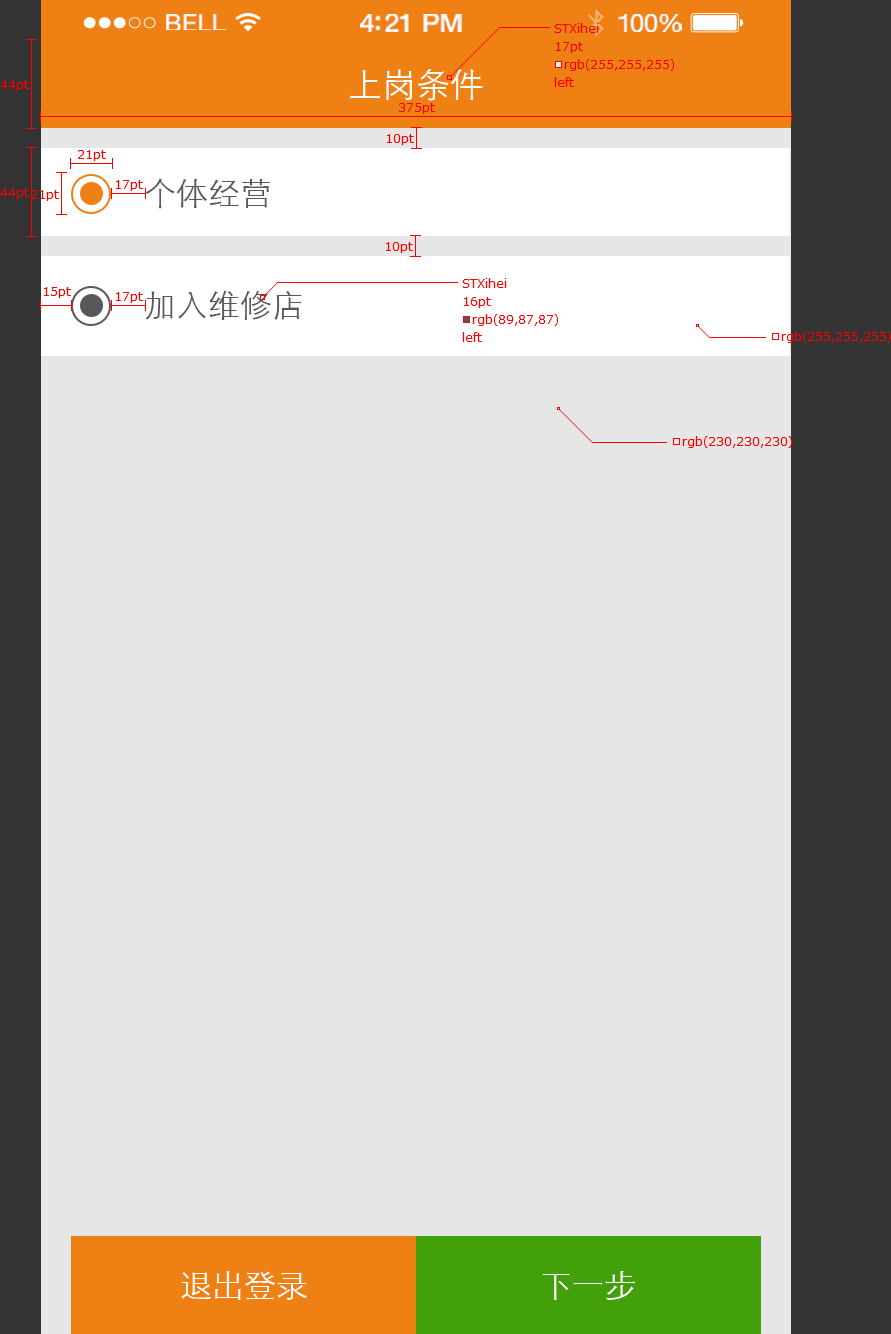 BELL 4:21 PM 100%
STXihei
17pt
rgb(255,255,255)
left
44pt
上岗条件
375pt
10pt
21pt
44pt
21pt
17pt
个体经营
10pt
15pt
17pt
加入维修店
STXihei
16pt
rgb(89,87,87)
left
rgb(255,255,255)
rgb(230,230,230)
退出登录
下一步